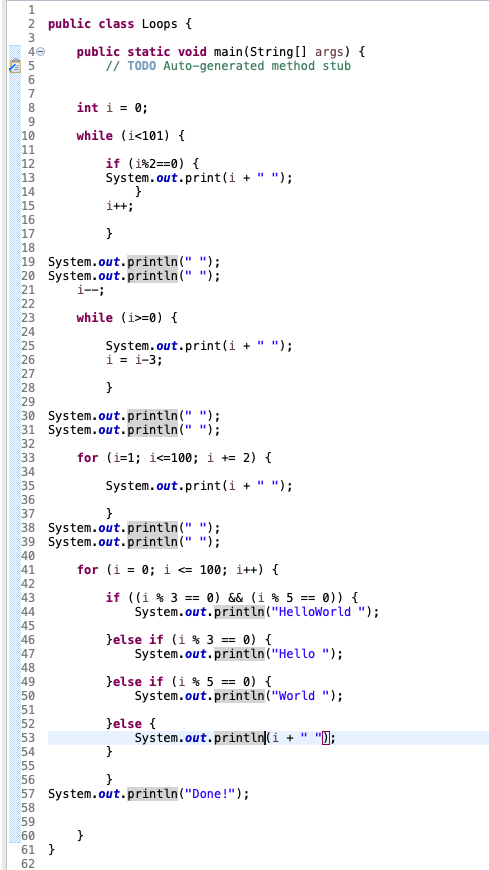 1
2 public class Loops {
3
4 public static void main(String[] args) {
5 // TODO Auto-generated method stub
6
7
8 int i = 0;
9
10 while (i<101) {
11
12 if (i%2==0) {
13 System.out.print(i + " ");
14 }
15 i++;
16
17 }
18
19 System.out.println(" ");
20 System.out.println(" ");
21 i--;
22
23 while (i>=0) {
24
25 System.out.print(i + " ");
26 i = i-3;
27
28 }
29
30 System.out.println(" ");
31 System.out.println(" ");
32
33 for (i=1; i<=100; i += 2) {
34
35 System.out.print(i + " ");
36
37 }
38 System.out.println(" ");
39 System.out.println(" ");
40
41 for (i = 0; i <= 100; i++) {
42
43 if ((i % 3 == 0) && (i % 5 == 0)) {
44 System.out.println("HelloWorld ");
45
46 }else if (i % 3 == 0) {
47 System.out.println("Hello ");
48
49 }else if (i % 5 == 0) {
50 System.out.println("World ");
51
52 }else {
53 System.out.println(i + " ");
54 }
55
56 }
57 System.out.println("Done!");
58
59
60 }
61 }
62